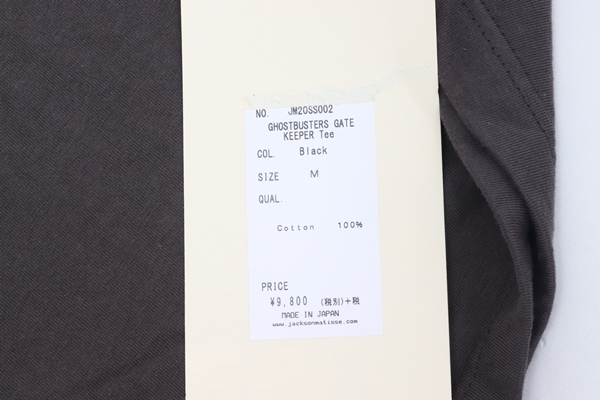 NO. JM20SS002
GHOSTBUSTERS GATE
KEEPER Tee
COL. Black
SIZE M
QUAL.
Cotton 100%
PRICE
¥9,800 (税別)+税
MADE IN JAPAN
www.jacksonmatisse.com